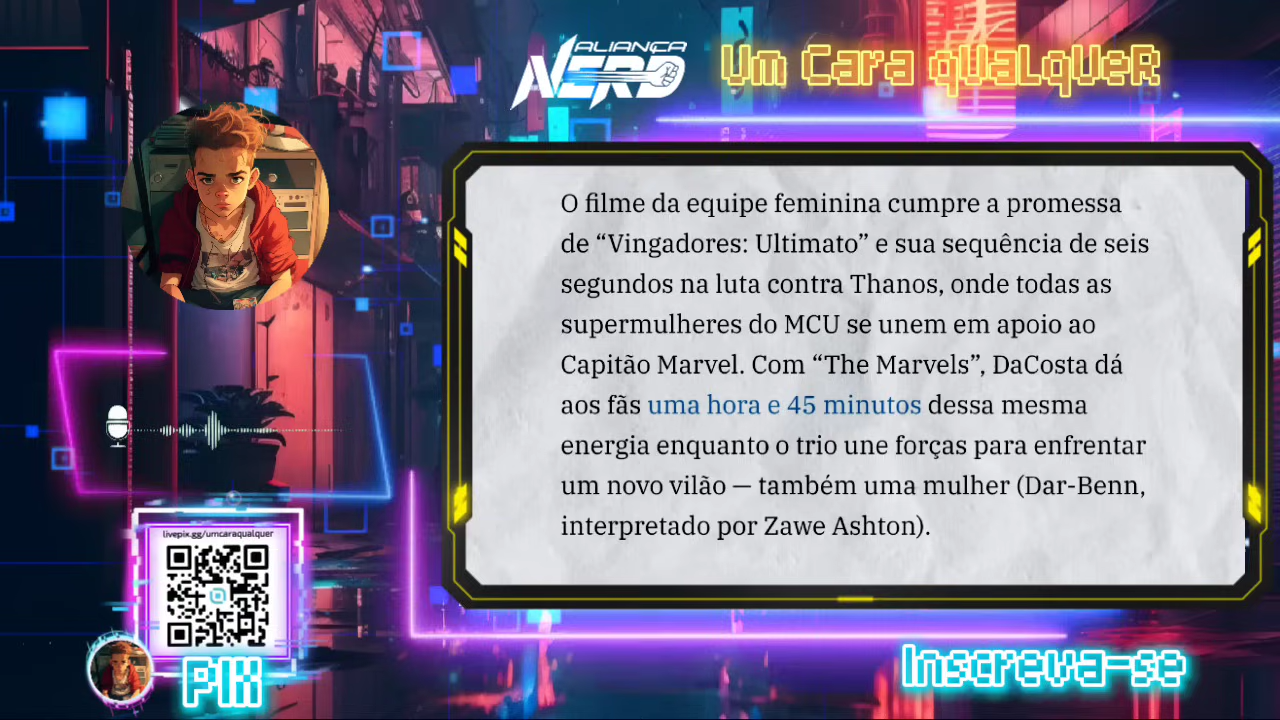 ALIANÇA
NERD
Um Cara qUaLqUeR
O filme da equipe feminina cumpre a promessa
de “Vingadores: Ultimato” e sua sequência de seis
segundos na luta contra Thanos, onde todas as
supermulheres do MCU se unem em apoio ao
Capitão Marvel. Com “The Marvels”, DaCosta dá
aos fãs uma hora e 45 minutos dessa mesma
energia enquanto o trio une forças para enfrentar
um novo vilão — também uma mulher (Dar-Benn,
interpretado por Zawe Ashton).
livepix.gg/umcaraqualquer
PIX
Inscreva-se